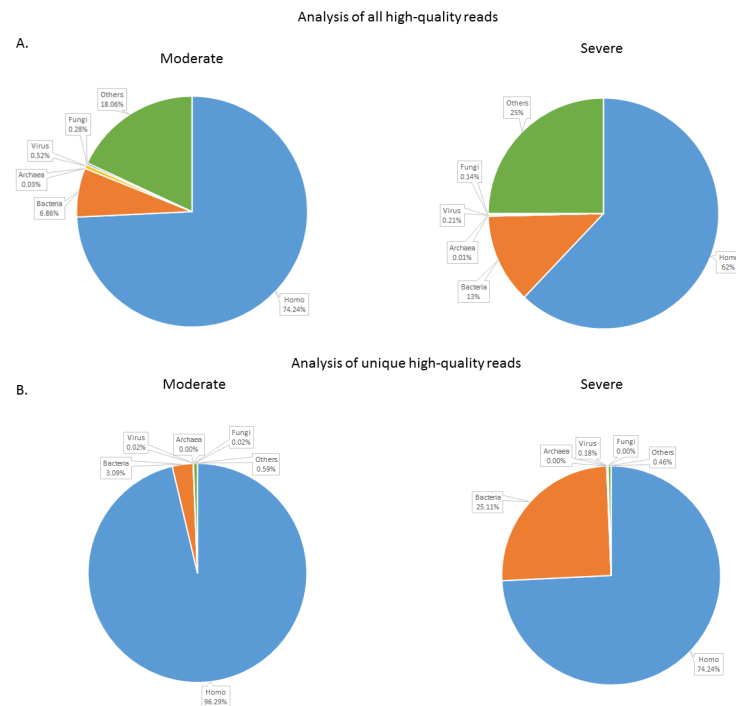 Analysis of all high-quality reads
A.
Moderate
Severe
Others
18.06%
Fungi
0.28%
Virus
0.52%
Archaea
0.03%
Bacteria
6.86%
Homo
74.24%
Others
25%
Fungi
0.14%
Virus
0.21%
Archaea
0.01%
Bacteria
13%
Homo
62%
Analysis of unique high-quality reads
B.
Moderate
Severe
Virus
0.02%
Archaea
0.00%
Fungi
0.02%
Bacteria
3.09%
Others
0.59%
Homo
96.29%
Archaea
0.00%
Virus
0.18%
Fungi
0.00%
Others
0.46%
Bacteria
25.11%
Homo
74.24%